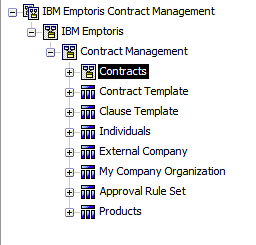 IBM Emptoris Contract Management
IBM Emptoris
Contract Management
Contracts
Contract Template
Clause Template
Individuals
External Company
My Company Organization
Approval Rule Set
Products